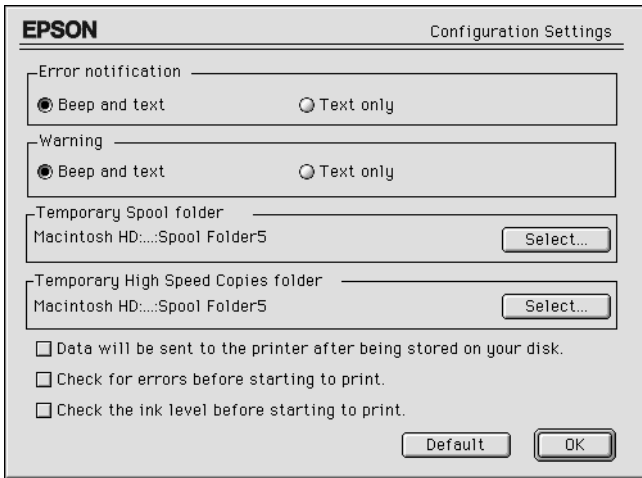 EPSON Configuration Settings
Error notification
Beep and text Text only
Warning
Beep and text Text only
Temporary Spool folder
Macintosh HD:...:Spool Folder5 Select...
Temporary High Speed Copies folder
Macintosh HD:...:Spool Folder5 Select...
Data will be sent to the printer after being stored on your disk.
Check for errors before starting to print.
Check the ink level before starting to print.
Default OK